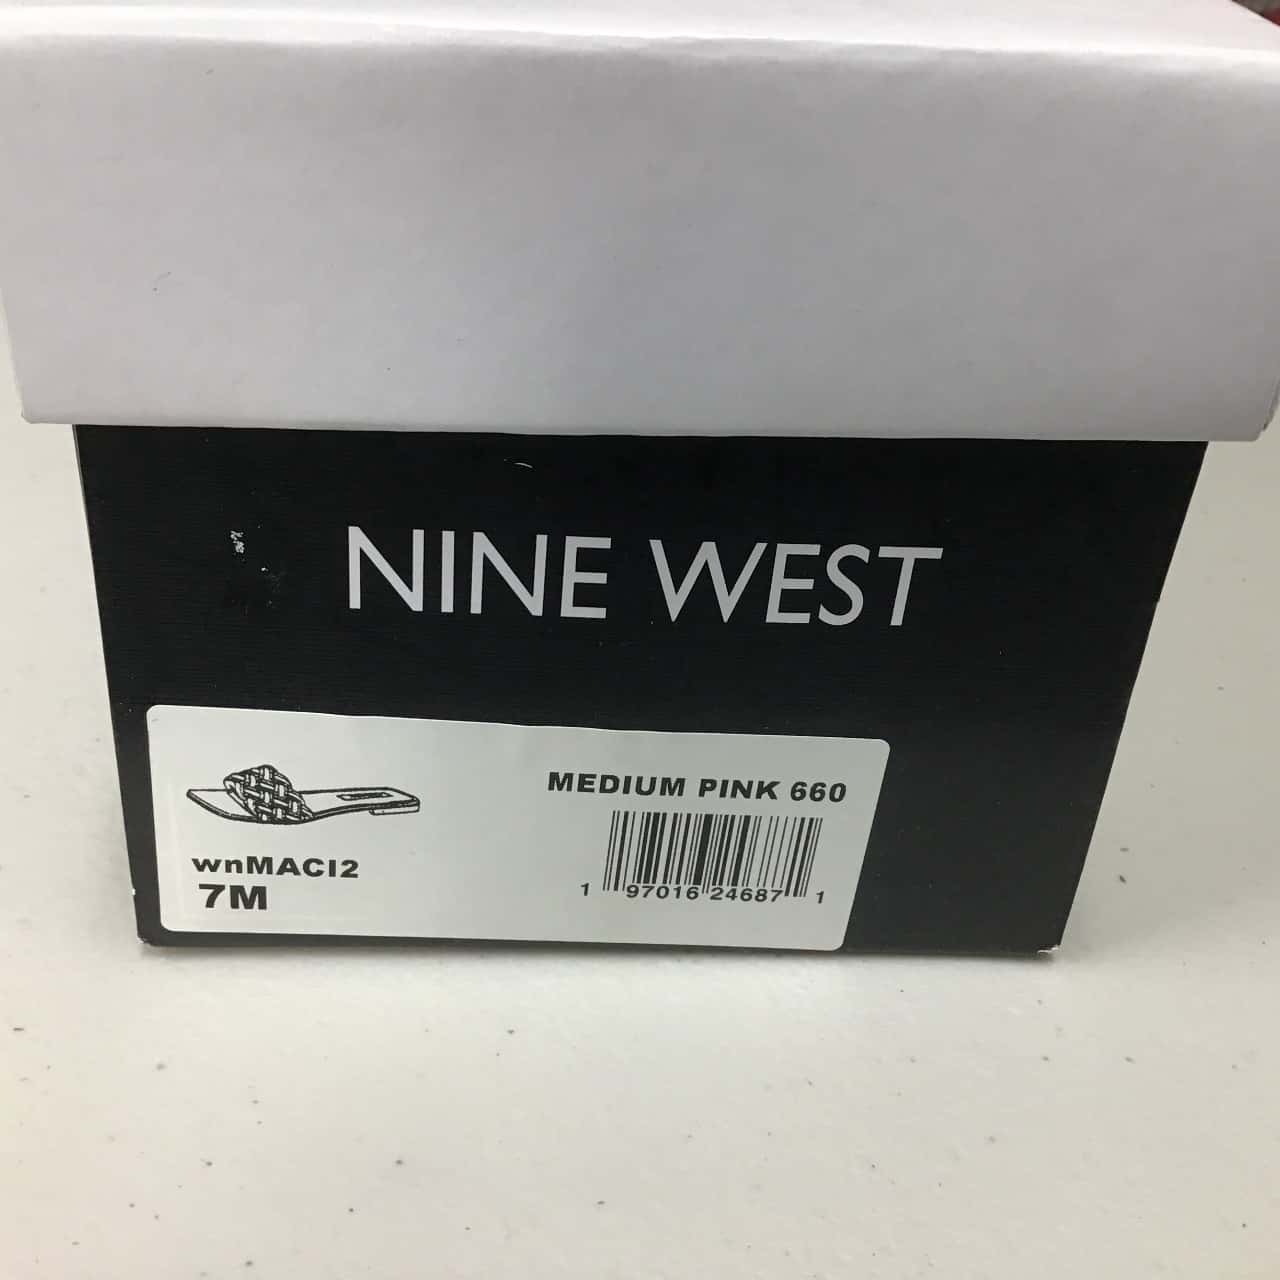 NINE WEST
MEDIUM PINK 660
wnMACI2
7M
1 97016 24687 1